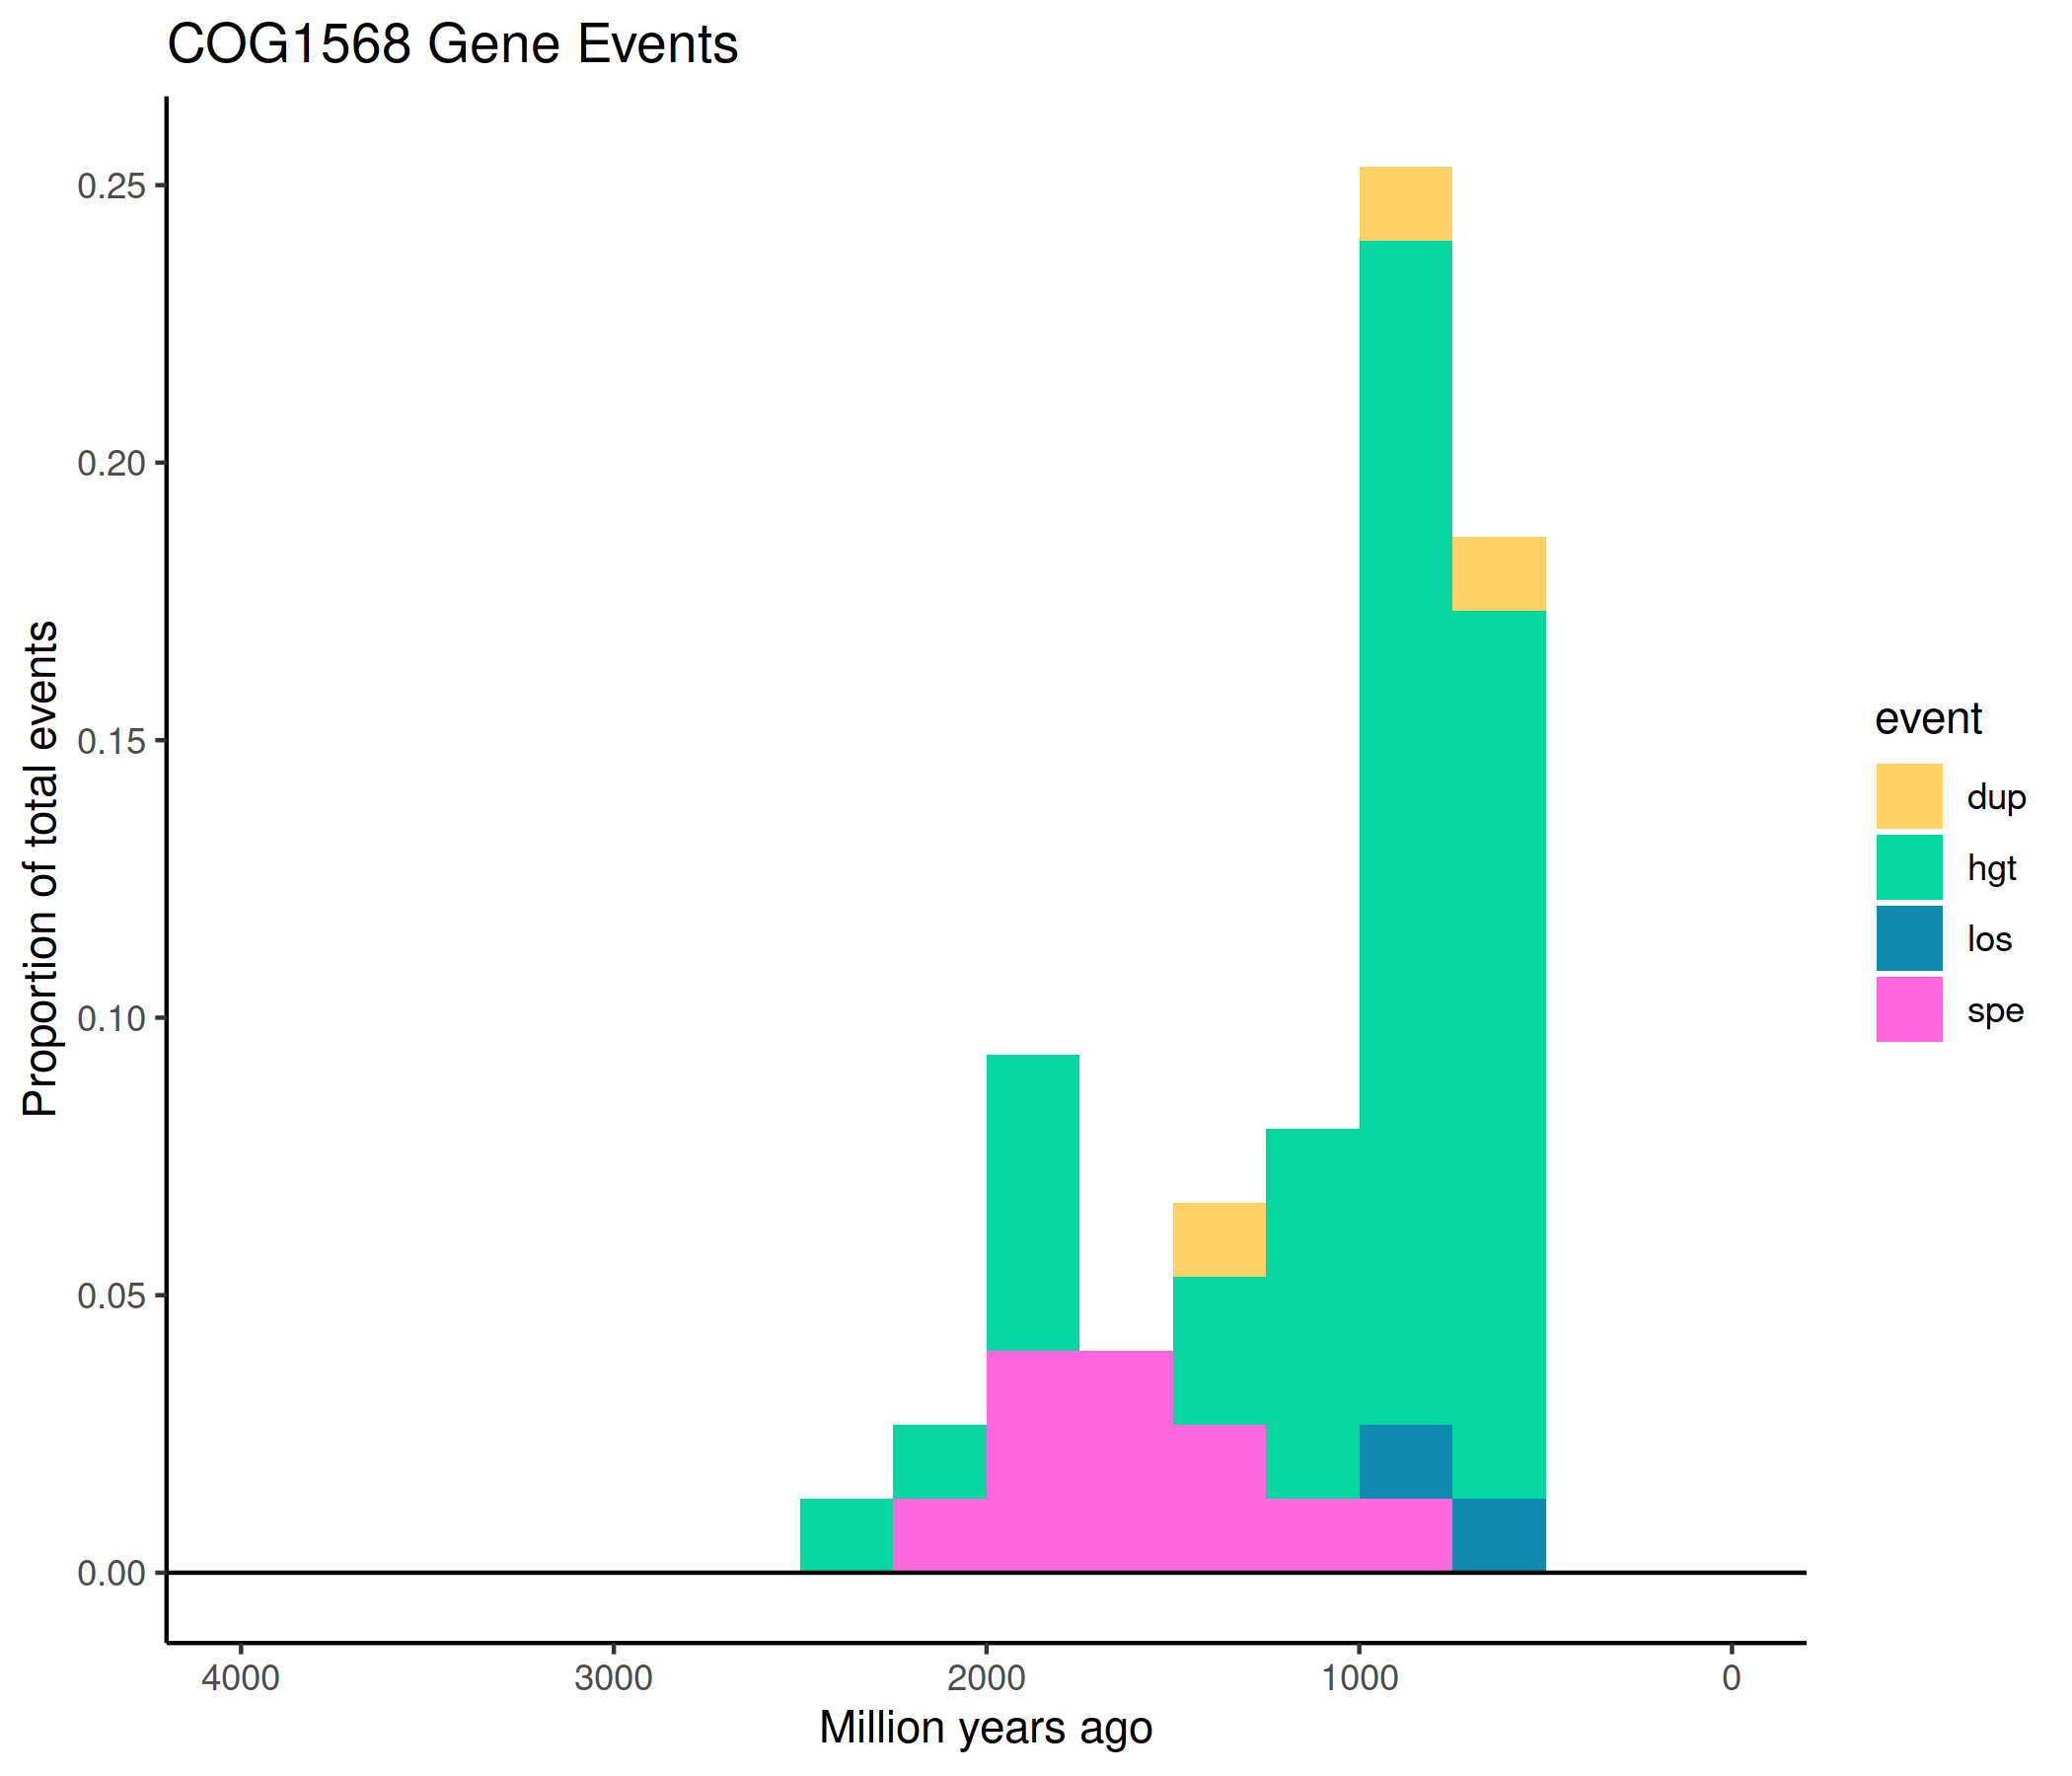 COG1568 Gene Events
Proportion of total events
0.25
0.20
0.15
0.10
0.05
0.00
4000 3000 2000 1000 0
Million years ago
event
dup
hgt
los
spe